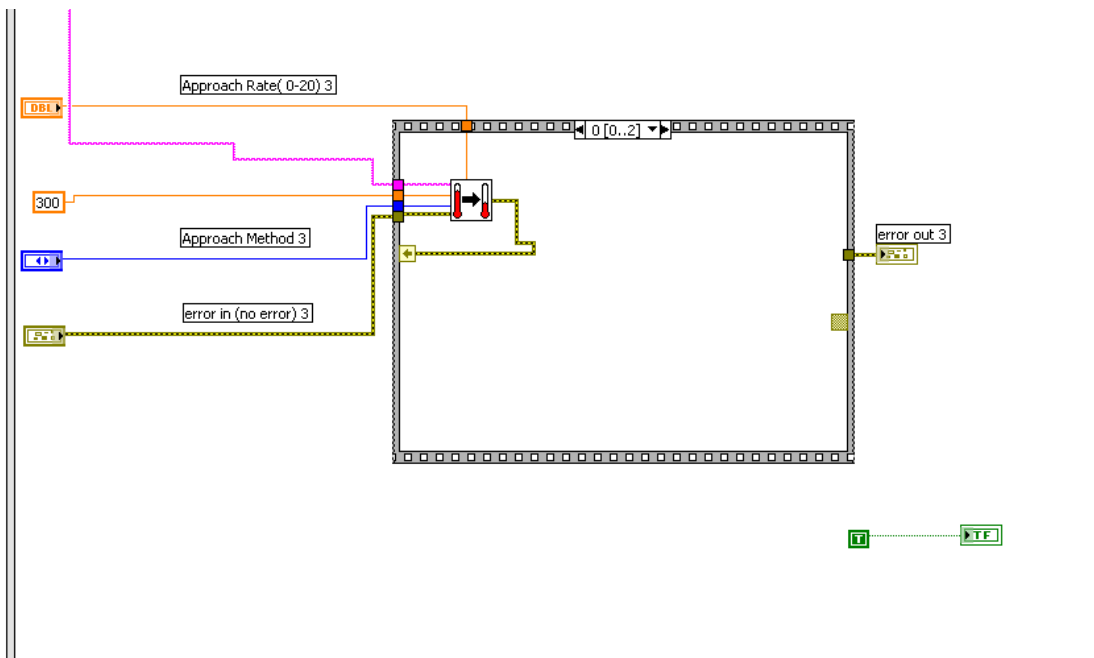 Approach Rate( 0-20) 3
DBL
0 [0..2]
300
Approach Method 3
error out 3
error in (no error) 3
T
TF